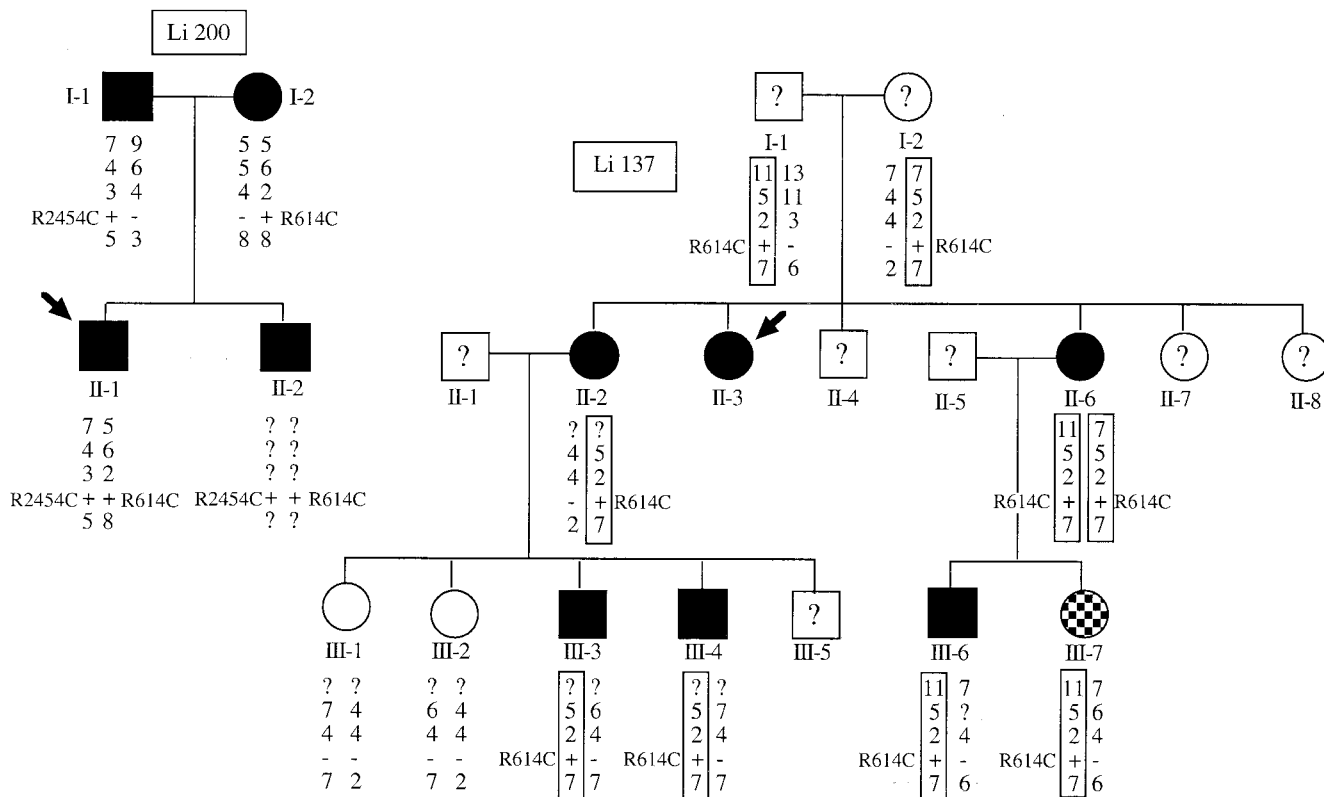 Li 200
I-1
I-2
7 9
4 6
3 4
R2454C + -
5 3
5 5
5 6
4 2
- + R614C
8 8
II-1
7 5
4 6
3 2
R2454C + + R614C
5 8
II-2
? ?
? ?
? ?
R2454C + + R614C
? ?
Li 137
?
I-1
11 13
5 11
2 3
R614C + -
7 6
?
I-2
7 7
4 5
4 2
- + R614C
2 7
?
II-1
II-2
? ?
4 5
4 2
- + R614C
2 7
II-3
?
II-4
?
II-5
II-6
11 7
5 5
2 2
R614C + + R614C
7 7
?
II-7
?
II-8
III-1
? ?
7 4
4 4
- -
7 2
III-2
? ?
6 4
4 4
- -
7 2
III-3
? ?
5 6
2 4
R614C + -
7 7
III-4
? ?
5 7
2 4
R614C + -
7 7
?
III-5
III-6
11 7
5 ?
2 4
R614C + -
7 6
III-7
11 7
5 6
2 4
R614C + -
7 6